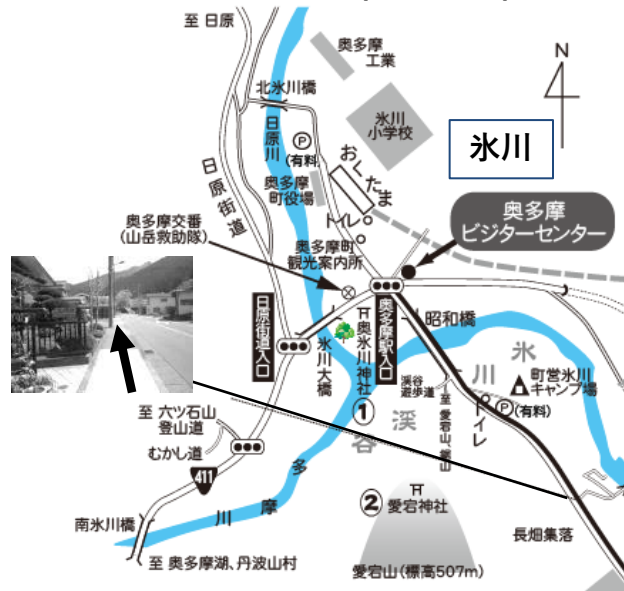 至 日原
奥多摩
工業
N
北氷川橋
日原川
氷川
小学校
氷川
P
(有料)
おくたま
日原街道
奥多摩
町役場
トイレ
奥多摩
ビジターセンター
奥多摩交番
(山岳救助隊)
奥多摩町
観光案内所
日原街道入口
氷川大橋
奥氷川神社
奥多摩駅入口
昭和橋
氷川渓谷
町営氷川
キャンプ場
渓谷
遊歩道
至 愛宕山、鋸山
トイレ
P
(有料)
①
至 六ツ石山
登山道
むかし道
411
多摩川
②
愛宕神社
南氷川橋
長畑集落
至 奥多摩湖、丹波山村
愛宕山(標高507m)